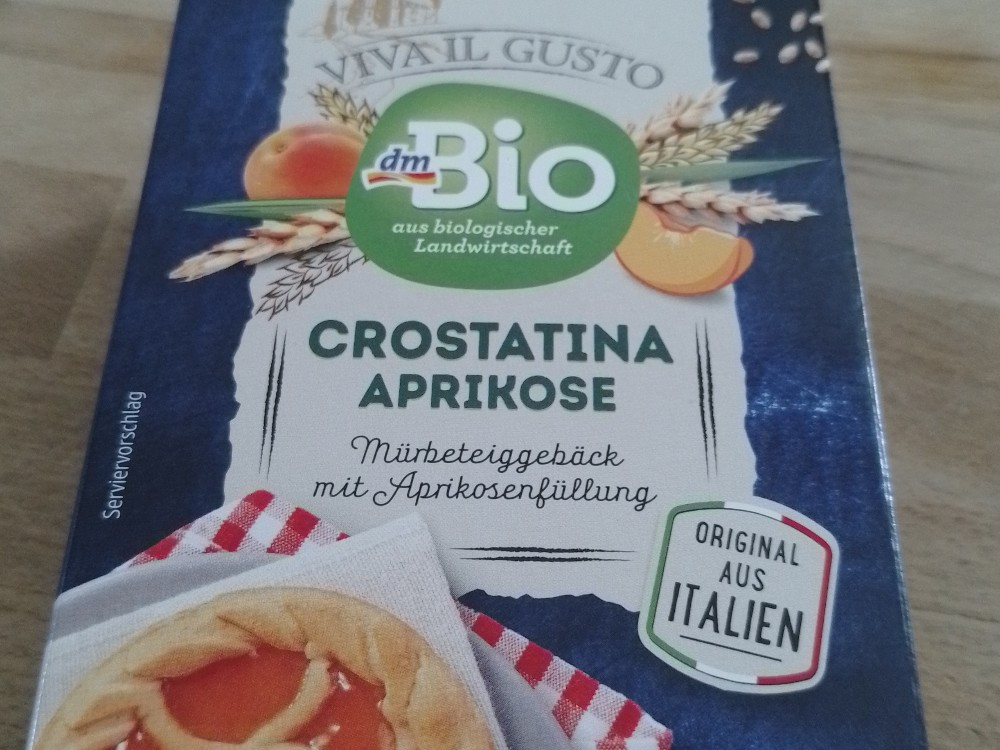 VIVA IL GUSTO
dm
Bio
aus biologischer
Landwirtschaft
CROSTATINA
APRIKOSE
Mürbeteiggebäck
mit Aprikosenfüllung
Serviervorschlag
ORIGINAL
AUS
ITALIEN